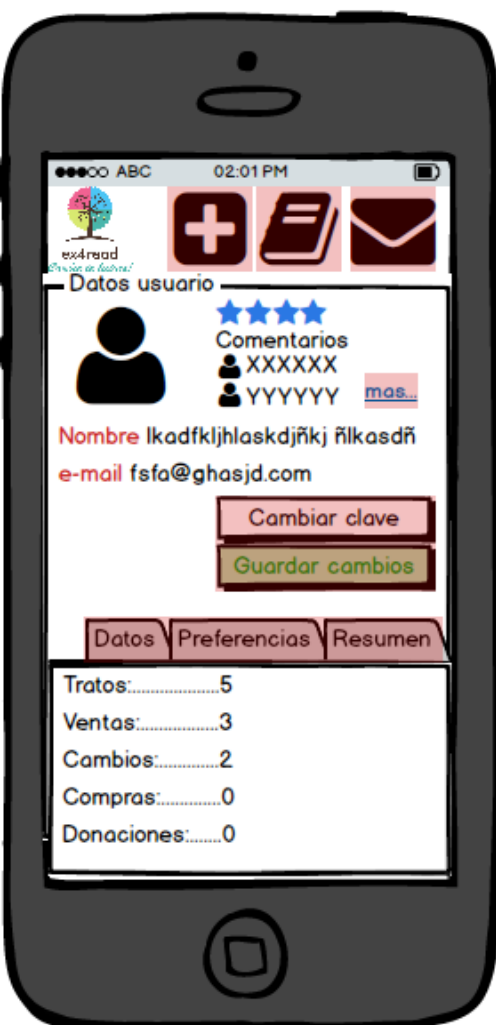 ABC 02:01 PM
ex4read
Datos usuario
Comentarios
XXXXXX
YYYYYY mas...
Nombre lkadfkljhlaskdjñkj ñlkasdñ
e-mail fsfa@ghasjd.com
Cambiar clave
Guardar cambios
Datos Preferencias Resumen
Tratos:.....................5
Ventas:...................3
Cambios:...............2
Compras:...............0
Donaciones:........0